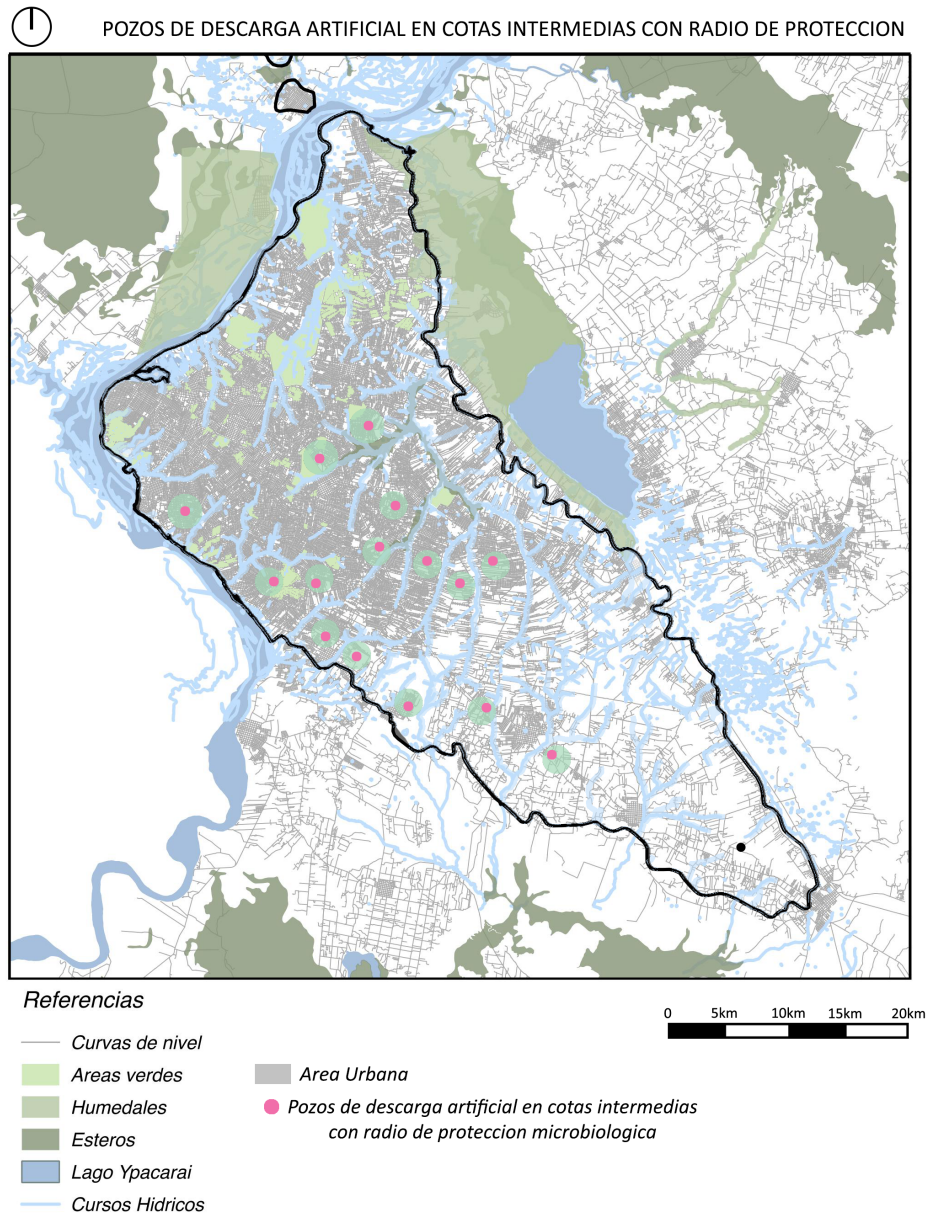 POZOS DE DESCARGA ARTIFICIAL EN COTAS INTERMEDIAS CON RADIO DE PROTECCION
Referencias
0 5km 10km 15km 20km
Curvas de nivel
Areas verdes
Area Urbana
Humedales
Pozos de descarga artificial en cotas intermedias
con radio de proteccion microbiologica
Esteros
Lago Ypacarai
Cursos Hidricos